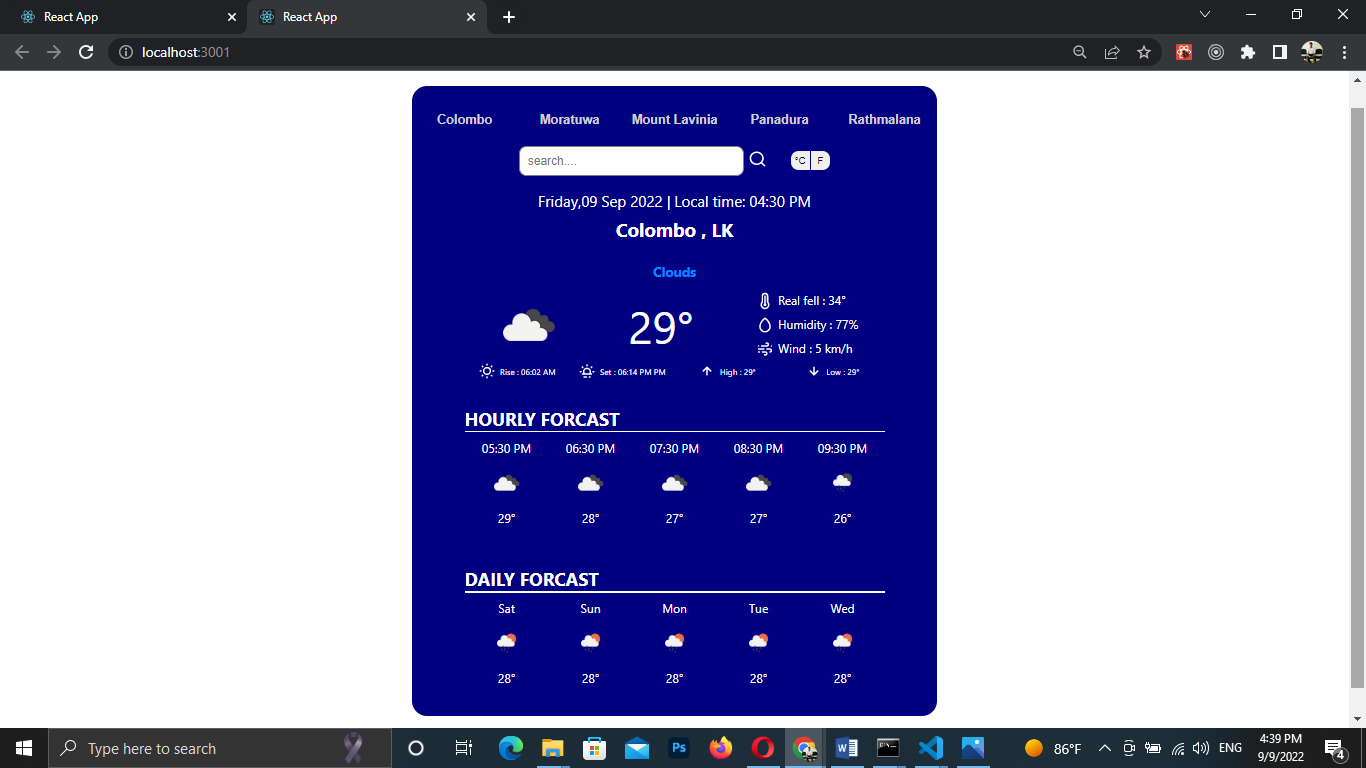 React App
React App
localhost:3001
Colombo Moratuwa Mount Lavinia Panadura Rathmalana
search....
°C F
Friday,09 Sep 2022 | Local time: 04:30 PM
Colombo , LK
Clouds
29°
Real fell : 34°
Humidity : 77%
Wind : 5 km/h
Rise : 06:02 AM Set : 06:14 PM PM High : 29° Low : 29°
HOURLY FORCAST
05:30 PM 06:30 PM 07:30 PM 08:30 PM 09:30 PM
29° 28° 27° 27° 26°
DAILY FORCAST
Sat Sun Mon Tue Wed
28° 28° 28° 28° 28°
Type here to search
Ps
86°F
ENG
4:39 PM
9/9/2022
4